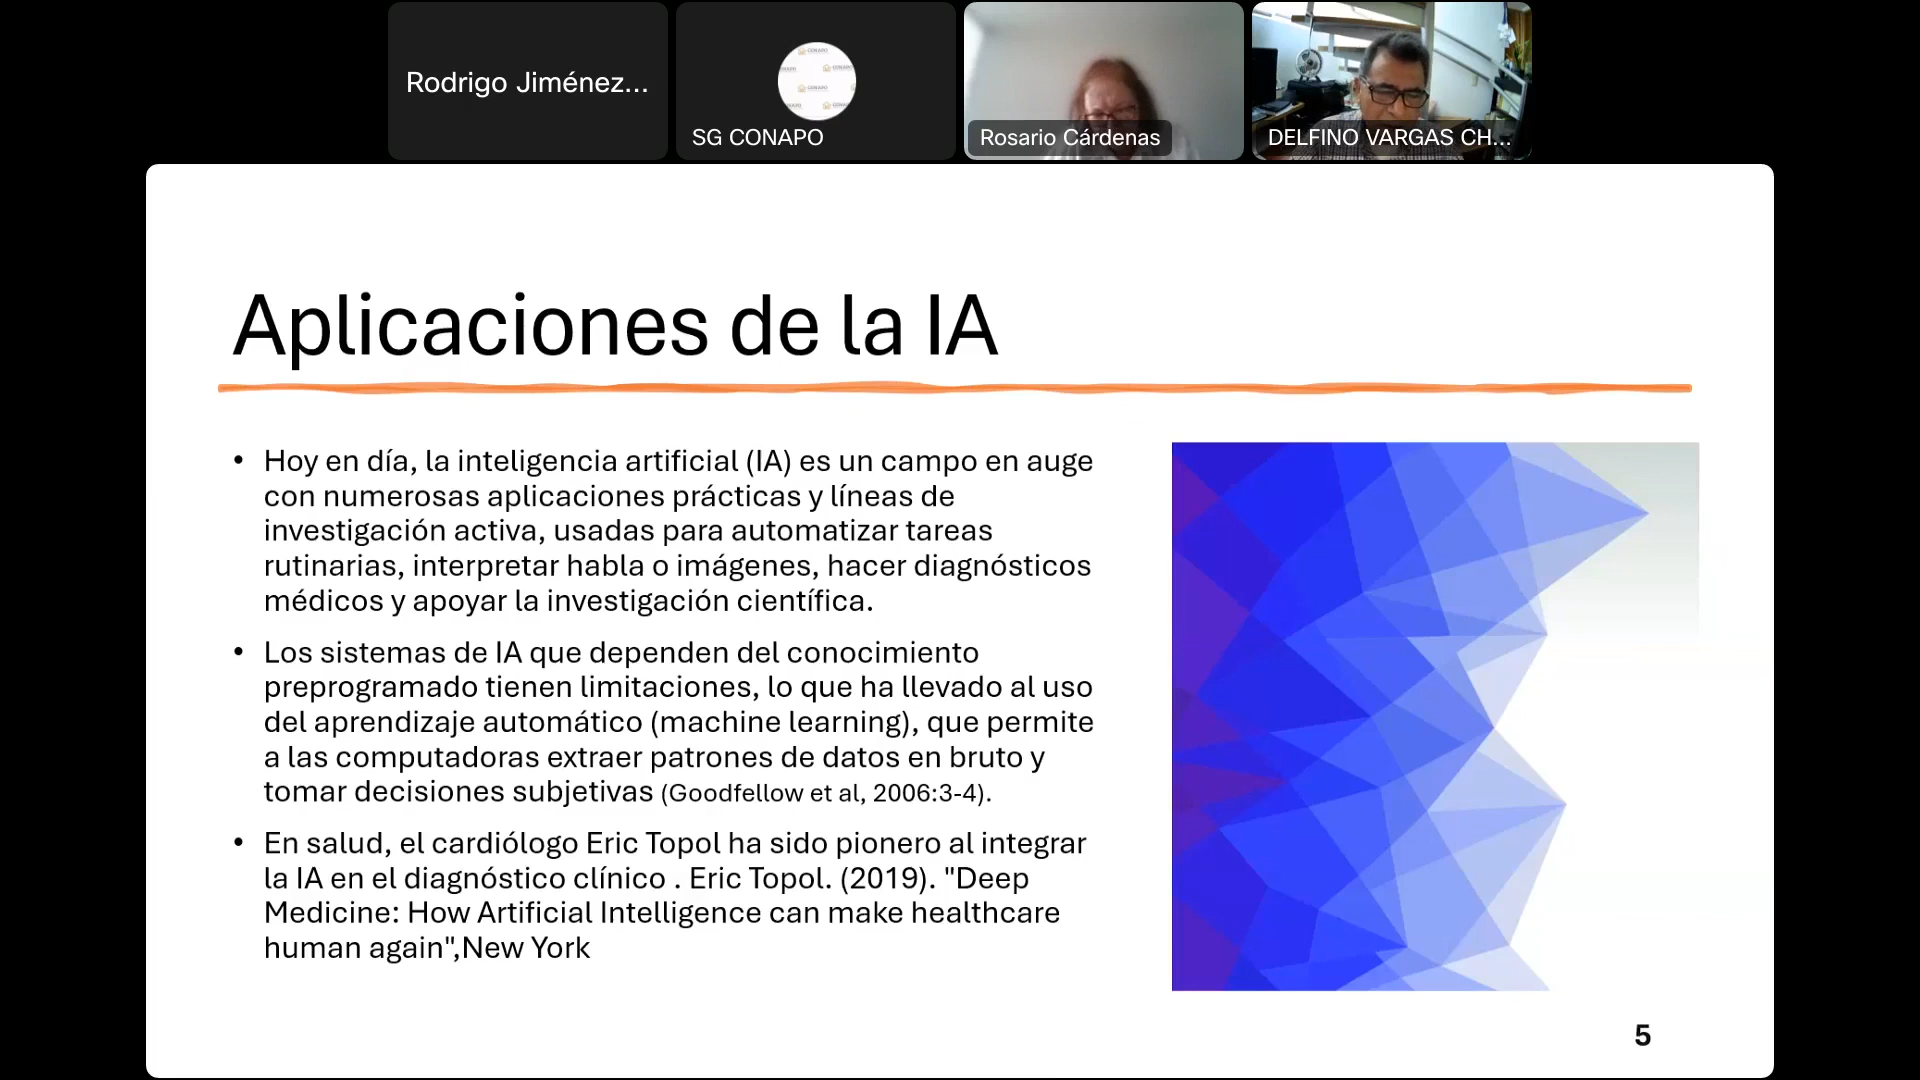 Rodrigo Jiménez...
SG CONAPO
Rosario Cárdenas
DELFINO VARGAS CH...
Aplicaciones de la IA
• Hoy en día, la inteligencia artificial (IA) es un campo en auge
con numerosas aplicaciones prácticas y líneas de
investigación activa, usadas para automatizar tareas
rutinarias, interpretar habla o imágenes, hacer diagnósticos
médicos y apoyar la investigación científica.
• Los sistemas de IA que dependen del conocimiento
preprogramado tienen limitaciones, lo que ha llevado al uso
del aprendizaje automático (machine learning), que permite
a las computadoras extraer patrones de datos en bruto y
tomar decisiones subjetivas (Goodfellow et al, 2006:3-4).
• En salud, el cardiólogo Eric Topol ha sido pionero al integrar
la IA en el diagnóstico clínico . Eric Topol. (2019). "Deep
Medicine: How Artificial Intelligence can make healthcare
human again",New York
5